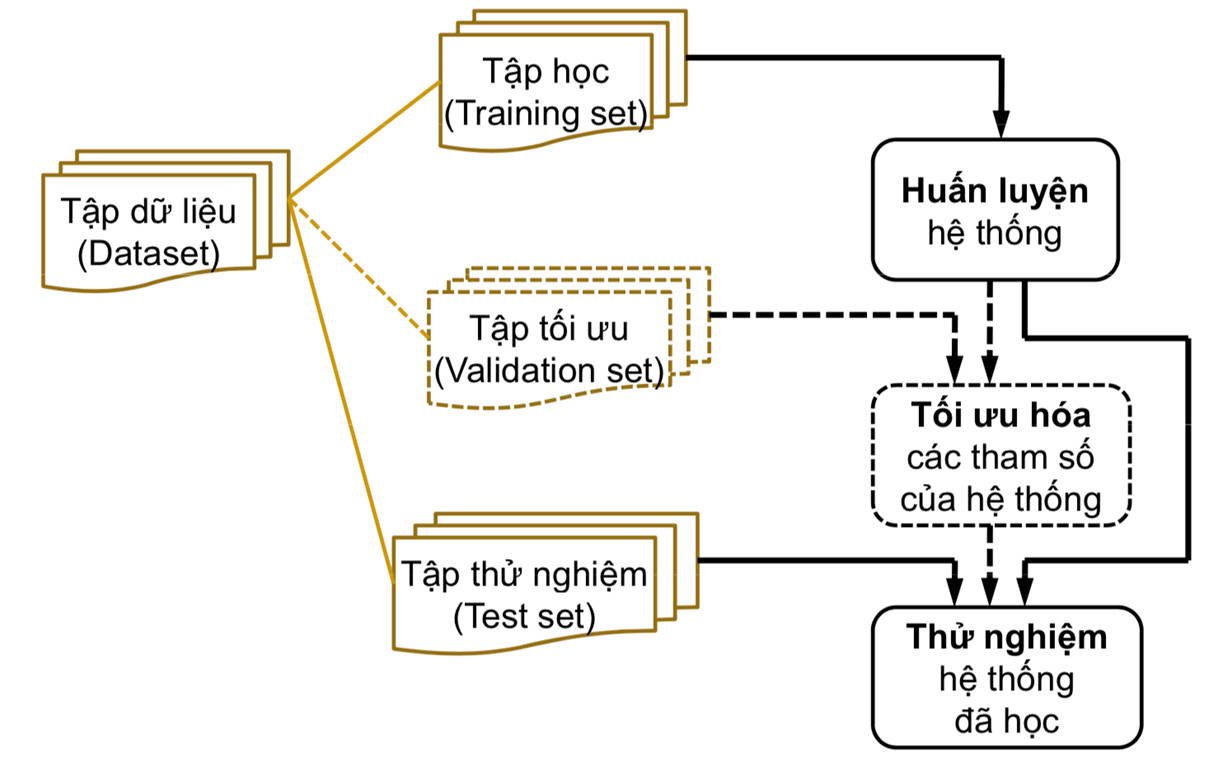 Tập học
(Training set)
Huấn luyện
hệ thống
Tập dữ liệu
(Dataset)
Tập tối ưu
(Validation set)
Tối ưu hóa
các tham số
của hệ thống
Tập thử nghiệm
(Test set)
Thử nghiệm
hệ thống
đã học